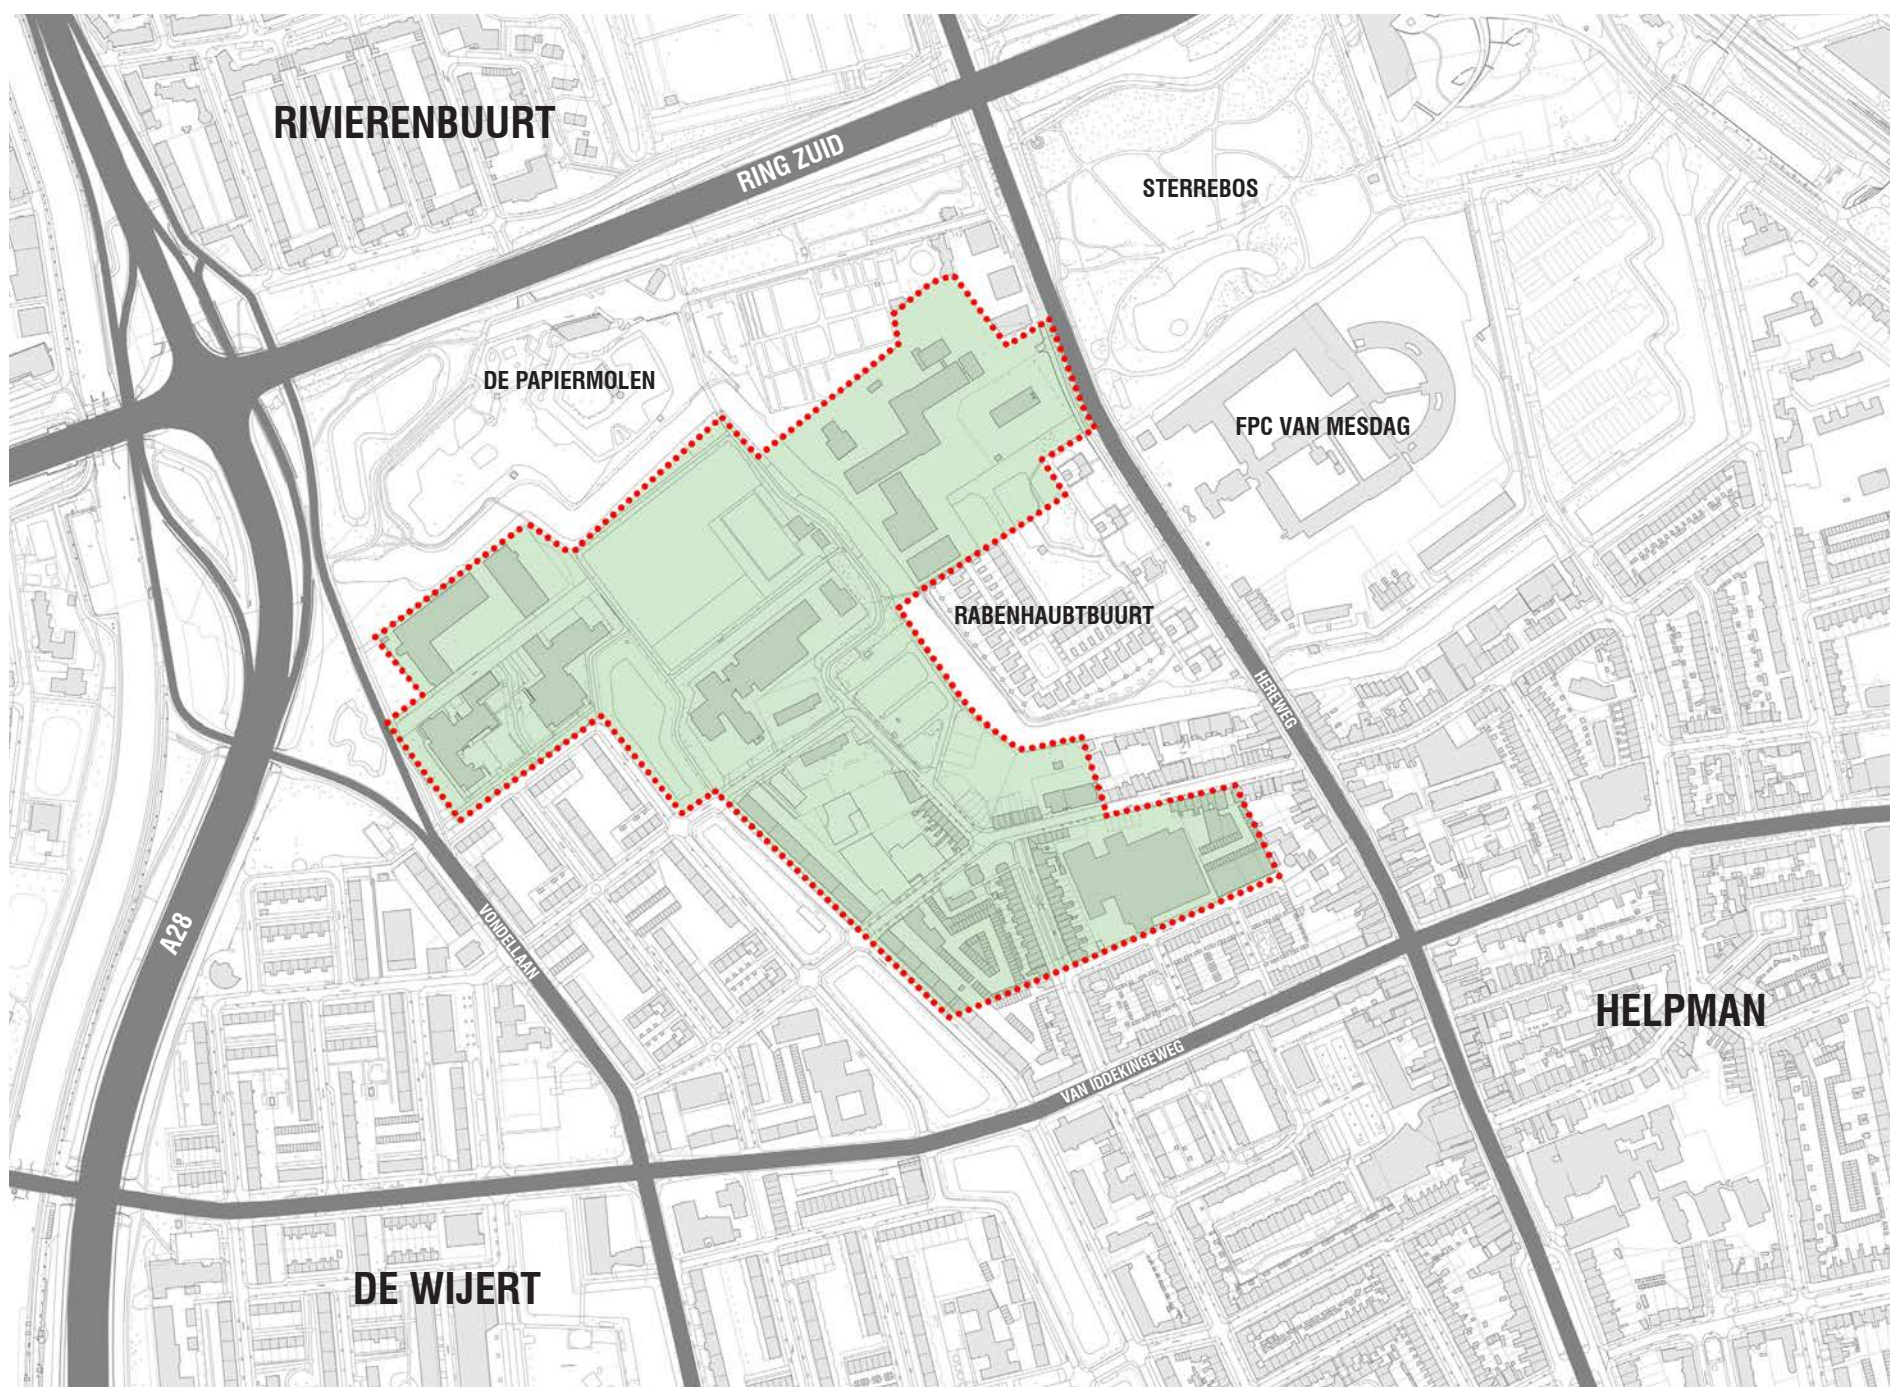 RIVIERENBUURT
RING ZUID
STERREBOS
DE PAPIERMOLEN
FPC VAN MESDAG
RABENHAUBTBUURT
HEREWEG
A28
VONDELLAAN
HELPMAN
VAN IDDEKINGEWEG
DE WIJERT